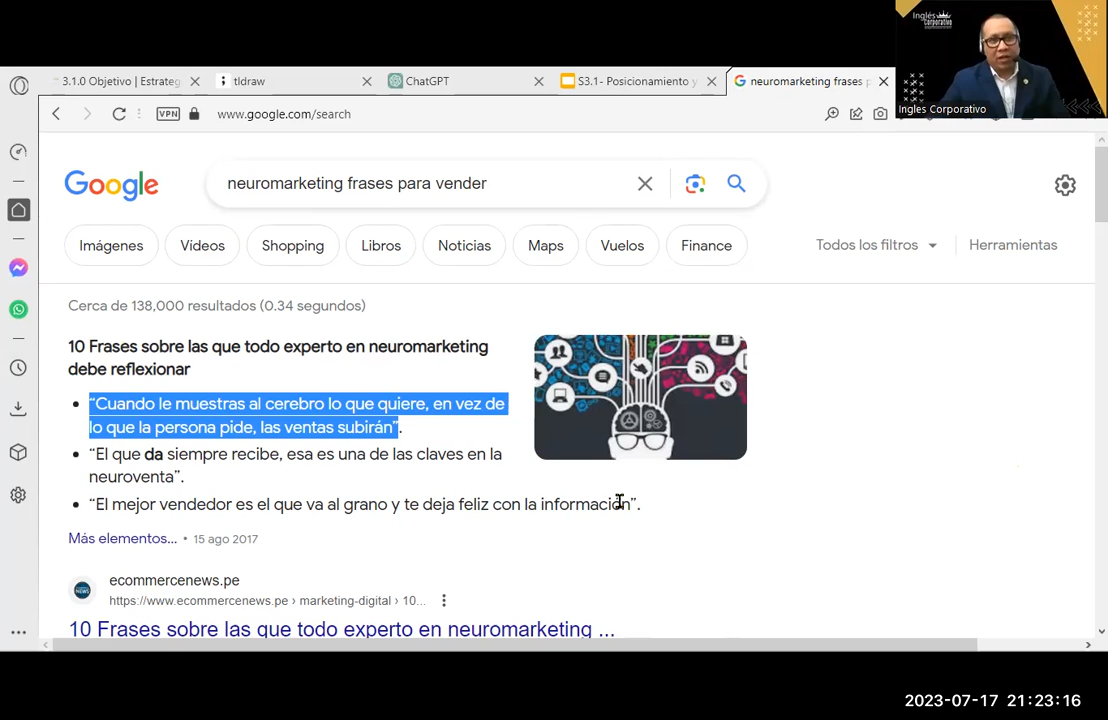 Inglés
Corporativo
Ingles Corporativo
3.1.0 Objetivo | Estrateg
tldraw
ChatGPT
S3.1- Posicionamiento y
neuromarketing frases p
VPN
www.google.com/search
Google
neuromarketing frases para vender
Imágenes
Videos
Shopping
Libros
Noticias
Maps
Vuelos
Finance
Todos los filtros
Herramientas
Cerca de 138,000 resultados (0.34 segundos)
10 Frases sobre las que todo experto en neuromarketing
debe reflexionar
“Cuando le muestras al cerebro lo que quiere, en vez de
lo que la persona pide, las ventas subirán”.
“El que da siempre recibe, esa es una de las claves en la
neuroventa”.
“El mejor vendedor es el que va al grano y te deja feliz con la información”.
Más elementos... • 15 ago 2017
ecommercenews.pe
https://www.ecommercenews.pe › marketing-digital › 10...
10 Frases sobre las que todo experto en neuromarketing ...
2023-07-17 21:23:16